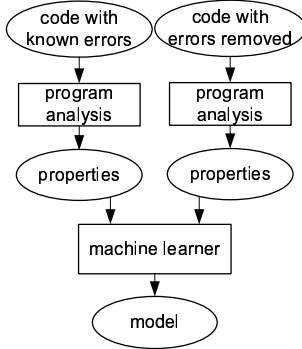 code with
known errors
code with
errors removed
program
analysis
program
analysis
properties
properties
machine learner
model